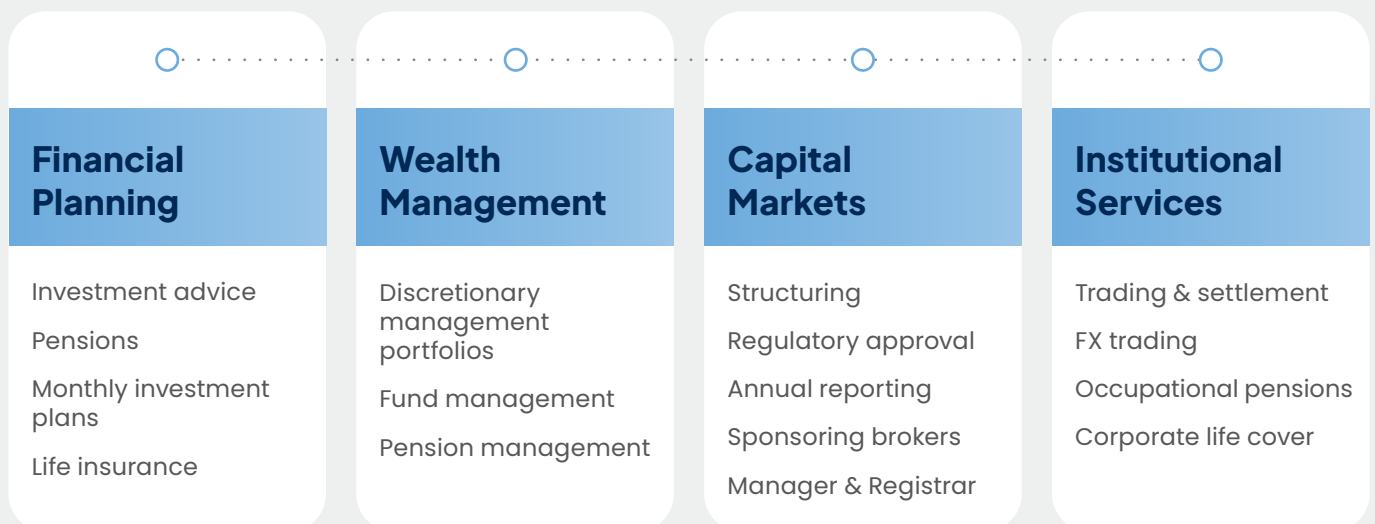 Financial
Planning
Investment advice
Pensions
Monthly investment
plans
Life insurance
Wealth
Management
Discretionary
management
portfolios
Fund management
Pension management
Capital
Markets
Structuring
Regulatory approval
Annual reporting
Sponsoring brokers
Manager & Registrar
Institutional
Services
Trading & settlement
FX trading
Occupational pensions
Corporate life cover